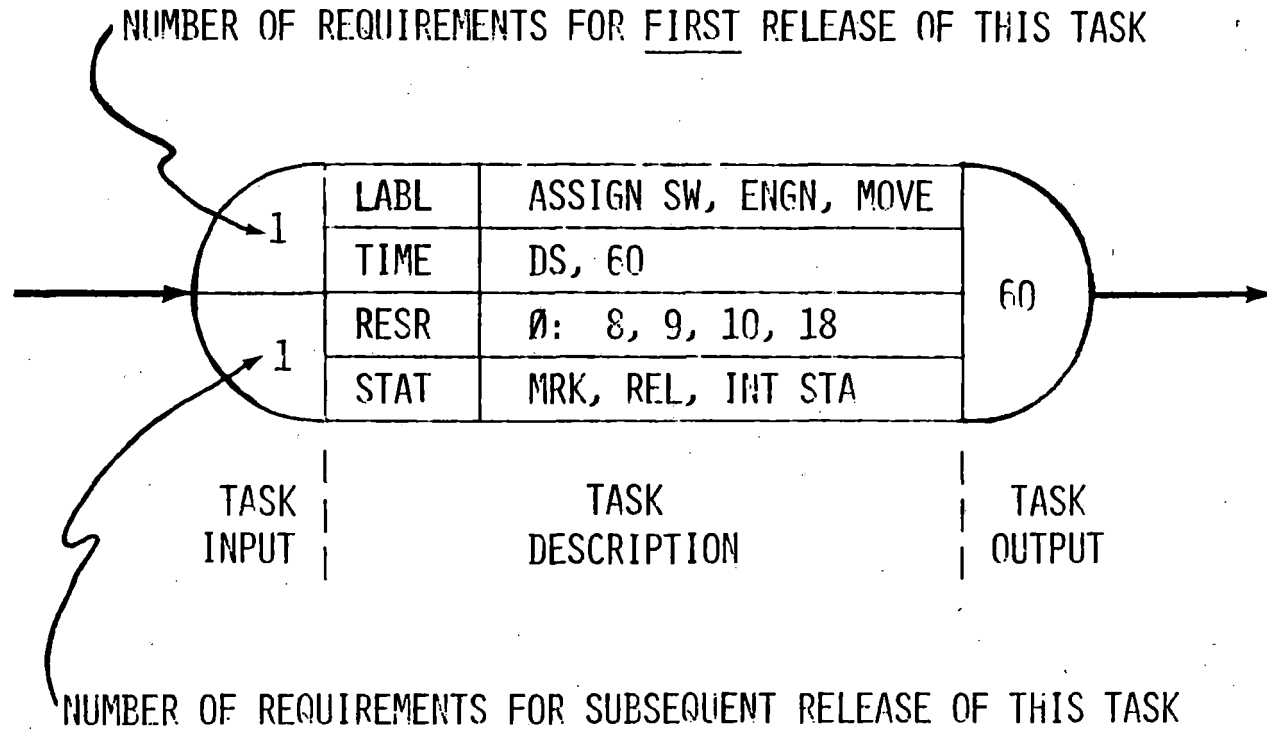 NUMBER OF REQUIREMENTS FOR FIRST RELEASE OF THIS TASK
1
LABL ASSIGN SW, ENGN, MOVE
TIME DS, 60
60
RESR Ø: 8, 9, 10, 18
1
STAT MRK, REL, INT STA
TASK INPUT
TASK DESCRIPTION
TASK OUTPUT
NUMBER OF REQUIREMENTS FOR SUBSEQUENT RELEASE OF THIS TASK